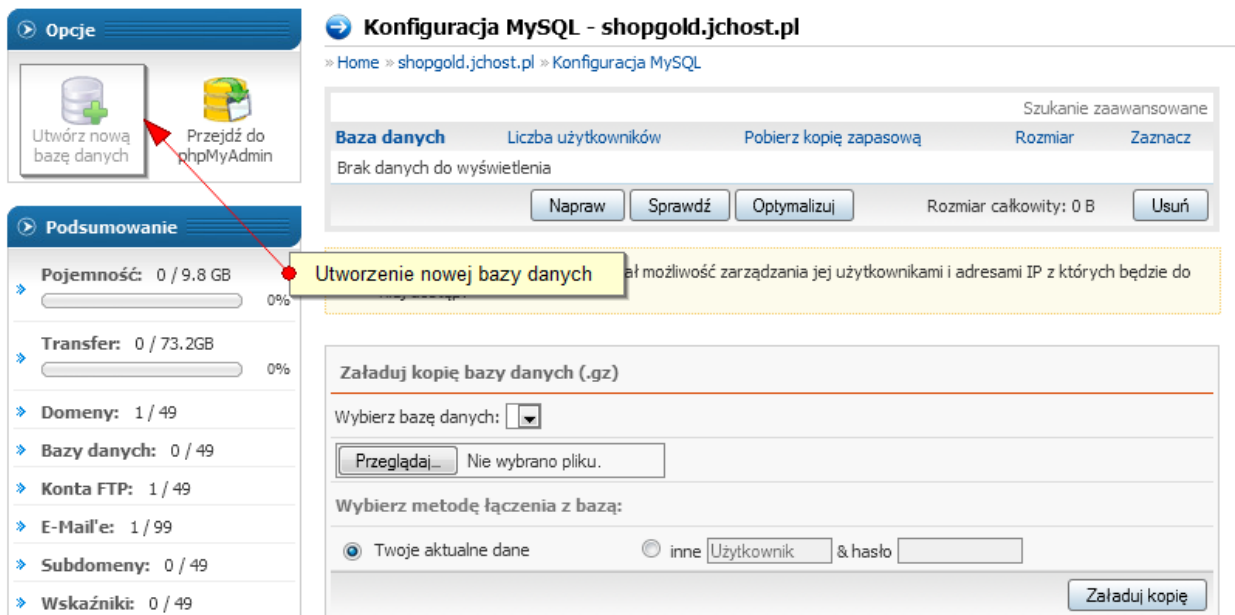 Opcje
Utwórz nową
bazę danych
Przejdź do
phpMyAdmin
Podsumowanie
Pojemność: 0 / 9.8 GB
0%
Transfer: 0 / 73.2GB
0%
Domeny: 1 / 49
Bazy danych: 0 / 49
Konta FTP: 1 / 49
E-Mail'e: 1 / 99
Subdomeny: 0 / 49
Wskaźniki: 0 / 49
Konfiguracja MySQL - shopgold.jchost.pl
» Home » shopgold.jchost.pl » Konfiguracja MySQL
Szukanie zaawansowane
Baza danych Liczba użytkowników Pobierz kopię zapasową Rozmiar Zaznacz
Brak danych do wyświetlenia
Napraw Sprawdź Optymalizuj Rozmiar całkowity: 0 B Usuń
Utworzenie nowej bazy danych
możliwość zarządzania jej użytkownikami i adresami IP z których będzie do
Załaduj kopię bazy danych (.gz)
Wybierz bazę danych:
Przeglądaj... Nie wybrano pliku.
Wybierz metodę łączenia z bazą:
Twoje aktualne dane inne Użytkownik & hasło
Załaduj kopię